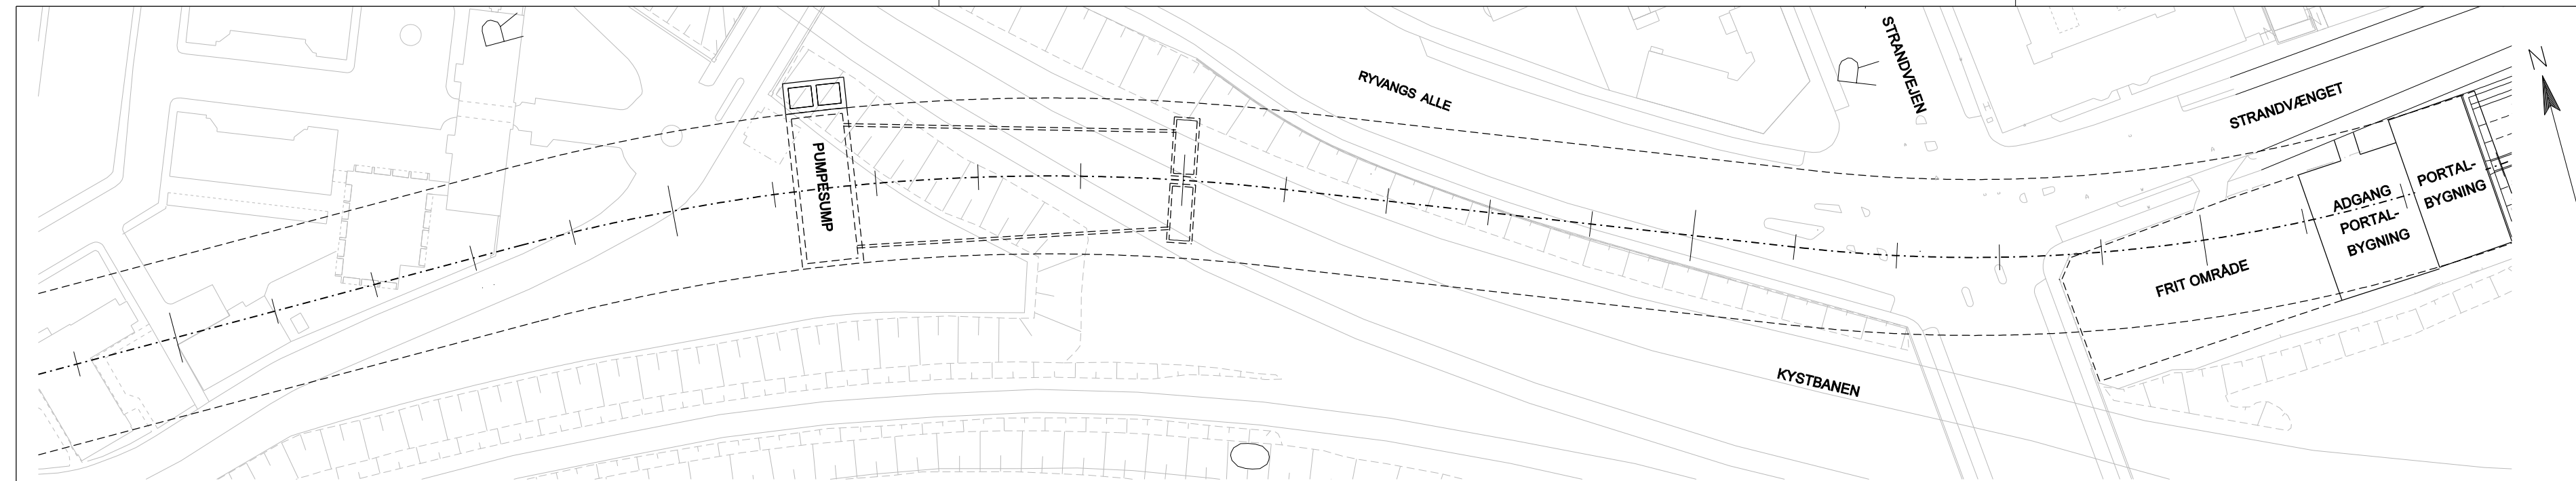 R
RYVANGS ALLE
R
STRANDVEJEN
STRANDVÆNGET
N
PUMPESUMP
PORTAL-
BYGNING
ADGANG
PORTAL-
BYGNING
FRIT OMRÅDE
KYSTBANEN